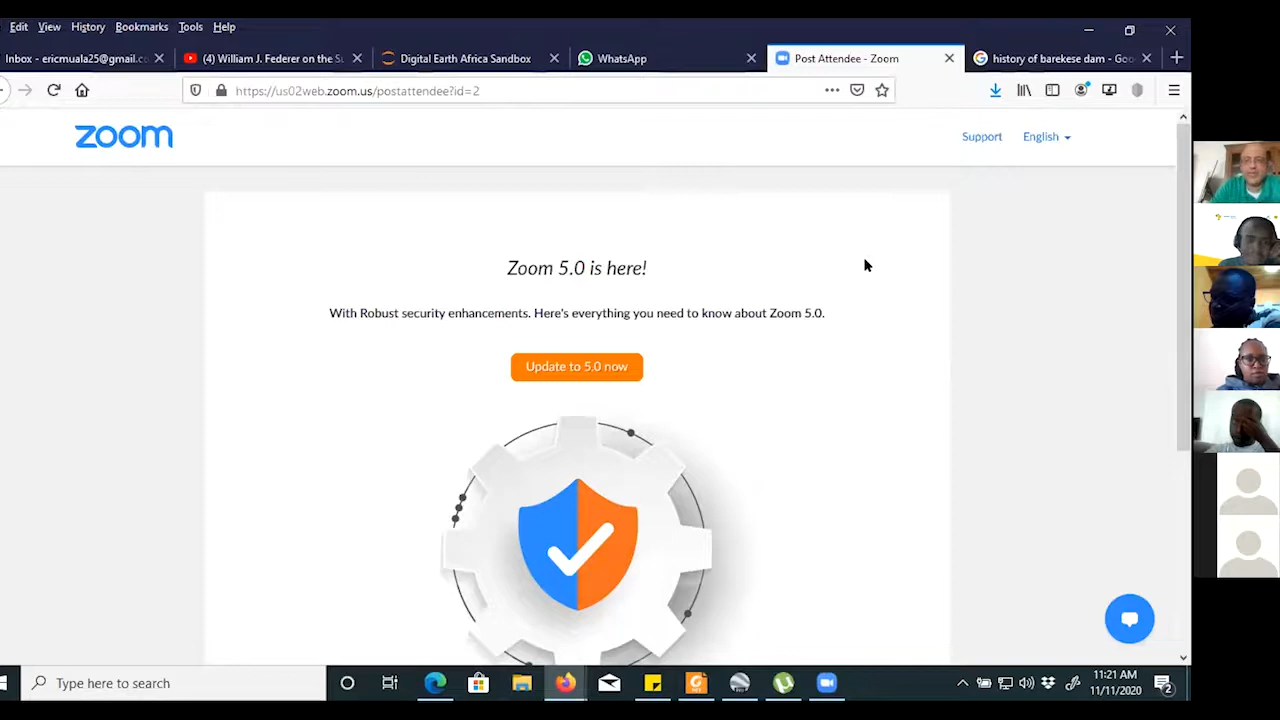 Edit View History Bookmarks Tools Help
Inbox - ericmuala25@gmail.c
(4) William J. Federer on the S
Digital Earth Africa Sandbox
WhatsApp
Post Attendee - Zoom
history of barekese dam - Goo
https://us02web.zoom.us/postattendee?id=2
zoom
Support
English
Zoom 5.0 is here!
With Robust security enhancements. Here's everything you need to know about Zoom 5.0.
Update to 5.0 now
Type here to search
11:21 AM
11/11/2020
2